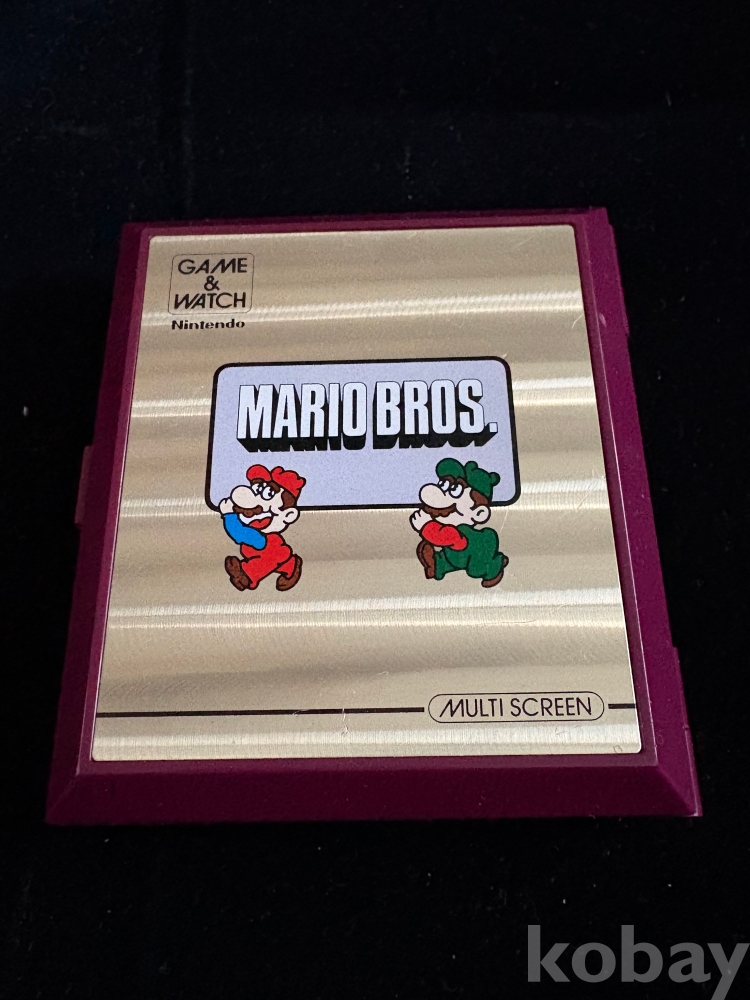 GAME
&
WATCH
Nintendo
MARIO BROS.
MULTI SCREEN
kobay